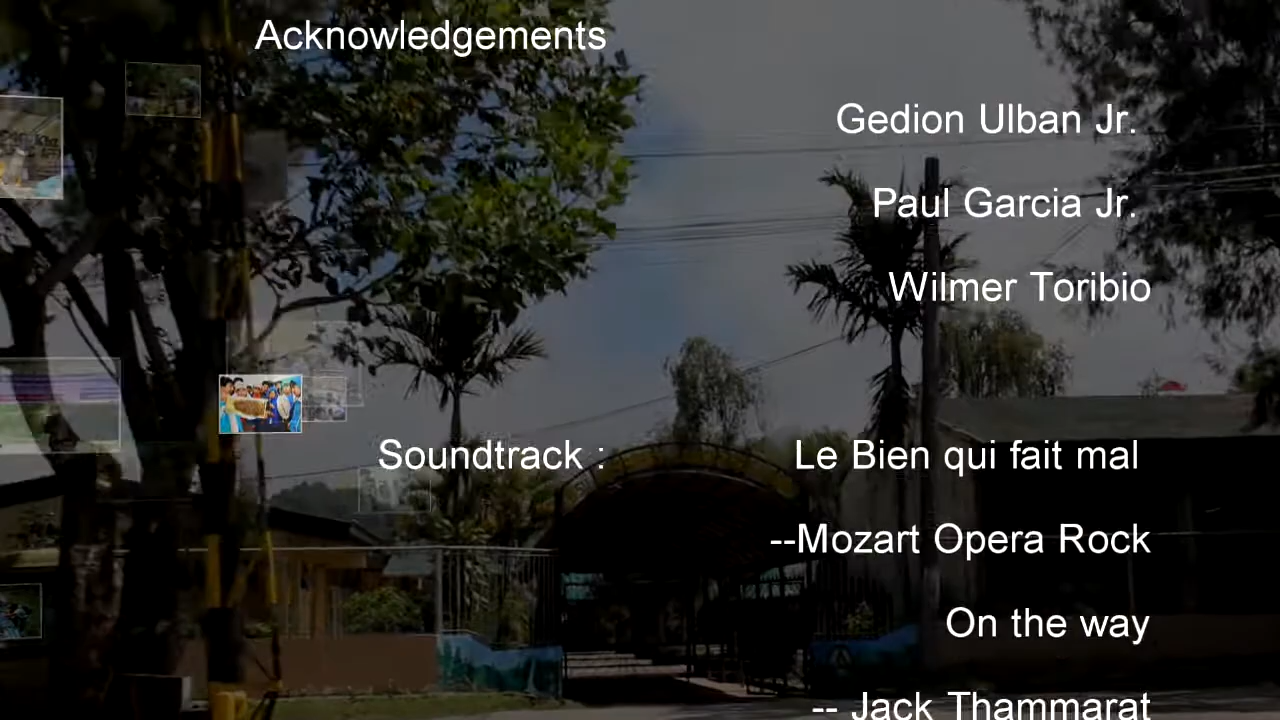 Acknowledgements
Gedion Ulban Jr.
Paul Garcia Jr.
Wilmer Toribio
Soundtrack : Le Bien qui fait mal
--Mozart Opera Rock
On the way
-- Jack Thammarat